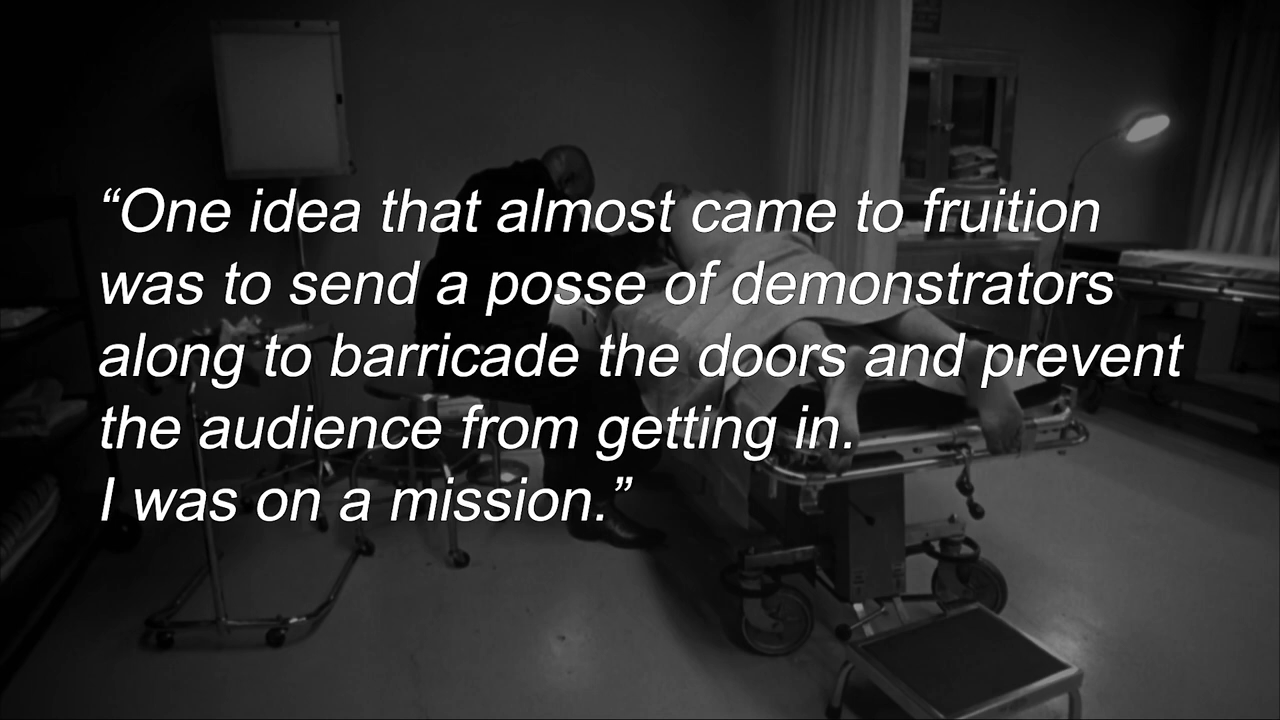 “One idea that almost came to fruition
was to send a posse of demonstrators
along to barricade the doors and prevent
the audience from getting in.
I was on a mission.”